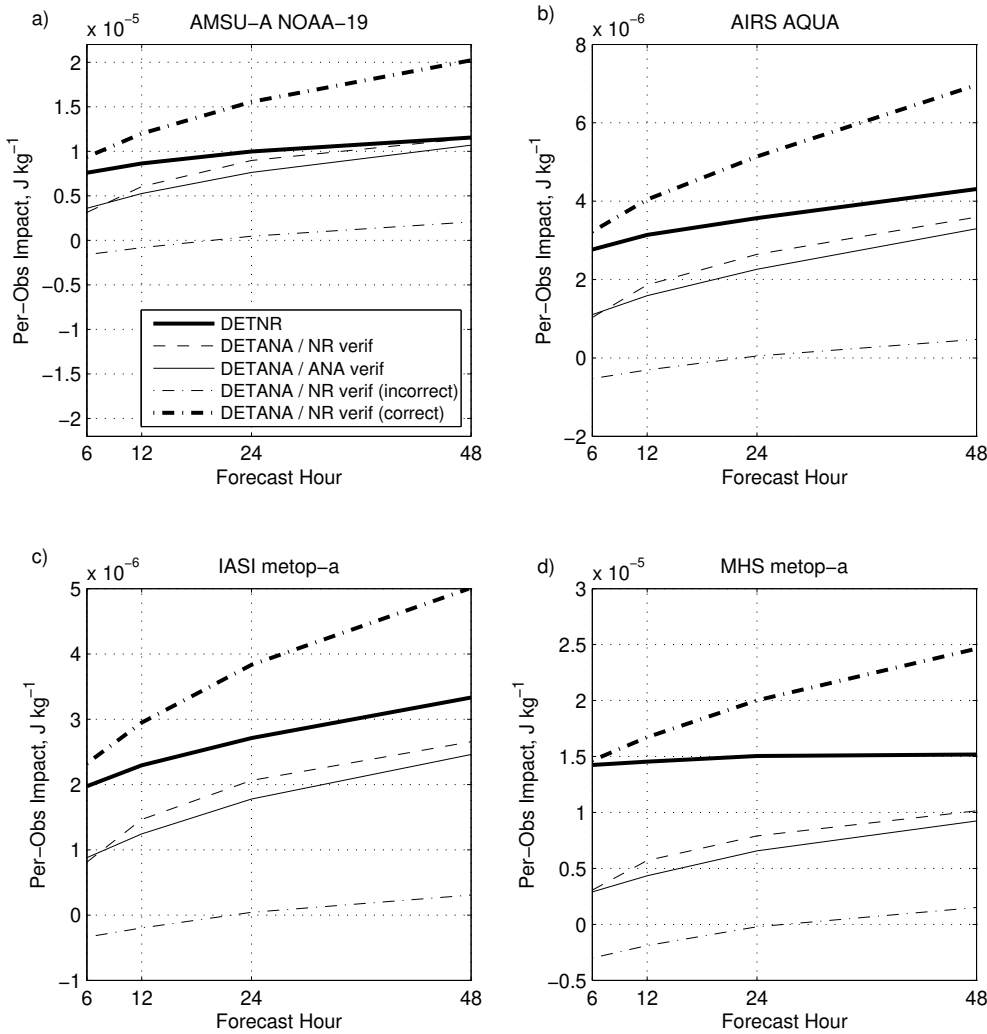 a)
AMSU−A NOAA−19
x 10−5
2
1.5
1
0.5
0
−0.5
−1
−1.5
−2
Per−Obs Impact, J kg−1
DETNR
DETANA / NR verif
DETANA / ANA verif
DETANA / NR verif (incorrect)
DETANA / NR verif (correct)
6 12 24 48
Forecast Hour
b)
AIRS AQUA
x 10−6
8
6
4
2
0
−2
Per−Obs Impact, J kg−1
6 12 24 48
Forecast Hour
c)
IASI metop−a
x 10−6
5
4
3
2
1
0
−1
Per−Obs Impact, J kg−1
6 12 24 48
Forecast Hour
d)
MHS metop−a
x 10−5
3
2.5
2
1.5
1
0.5
0
−0.5
Per−Obs Impact, J kg−1
6 12 24 48
Forecast Hour